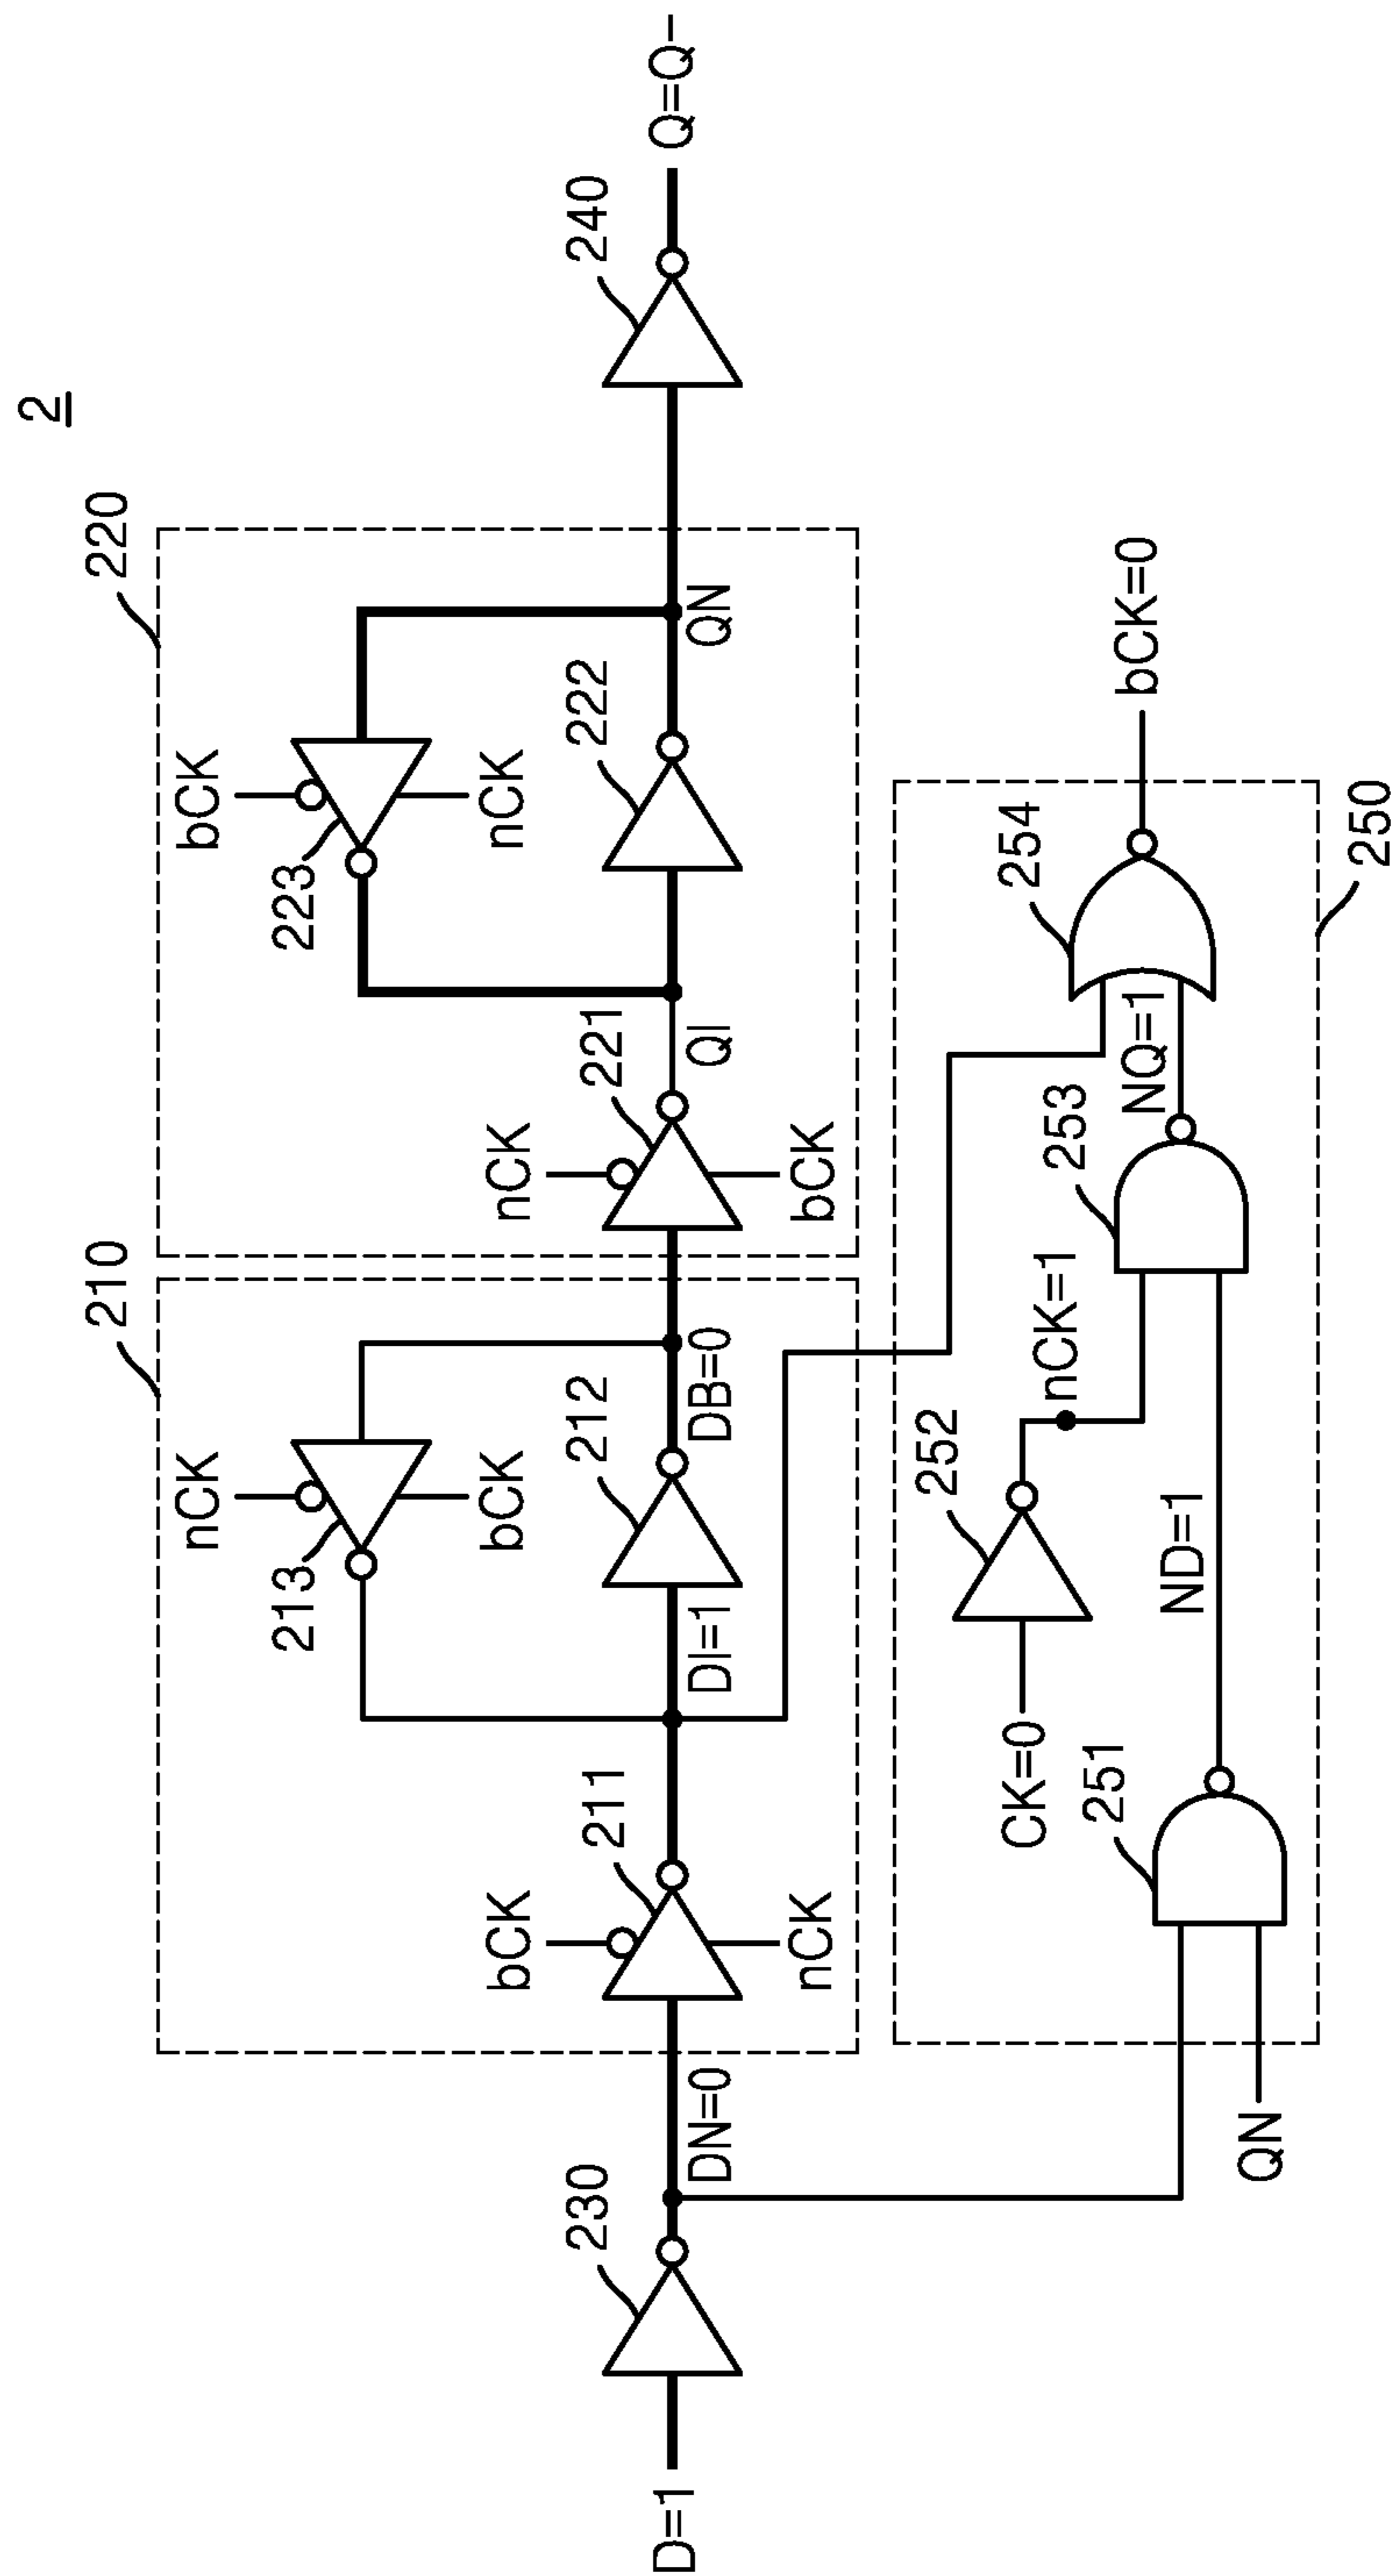 2
210
220
nCK
bCK
213
223
bCK
bCK
nCK
nCK
230
211
212
221
222
240
D=1
Q=Q-
DN=0
DI=1
DB=0
QI
QN
nCK
bCK
252
254
CK=0
nCK=1
253
251
NQ=1
bCK=0
ND=1
QN
250